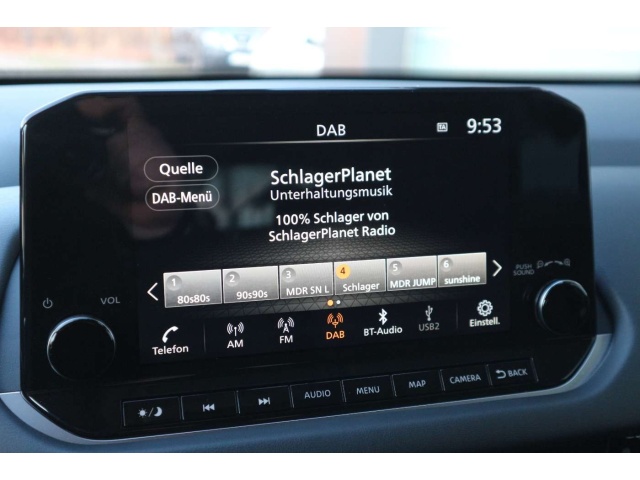 DAB
TA
9:53
Quelle
DAB-Menü
SchlagerPlanet
Unterhaltungsmusik
100% Schlager von
SchlagerPlanet Radio
1 80s80s
2 90s90s
3 MDR SN L
4 Schlager
5 MDR JUMP
6 sunshine
VOL
PUSH
SOUND
Telefon
AM
FM
DAB
BT-Audio
USB2
Einstell.
AUDIO
MENU
MAP
CAMERA
BACK